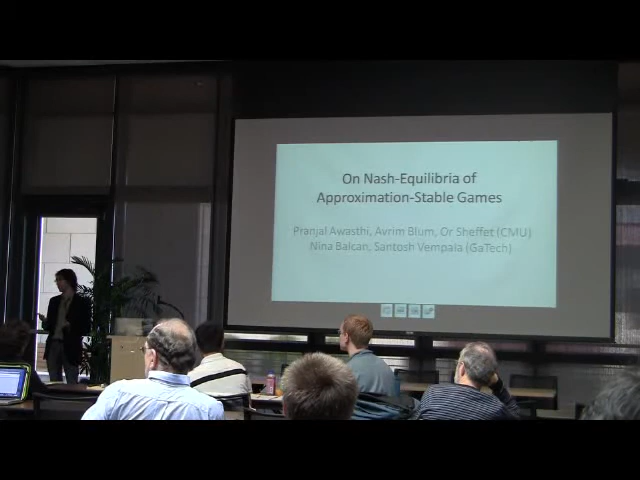 On Nash-Equilibria of
Approximation-Stable Games
Pranjal Awasthi, Avrim Blum, Or Sheffet (CMU)
Nina Balcan, Santosh Vempala (GaTech)